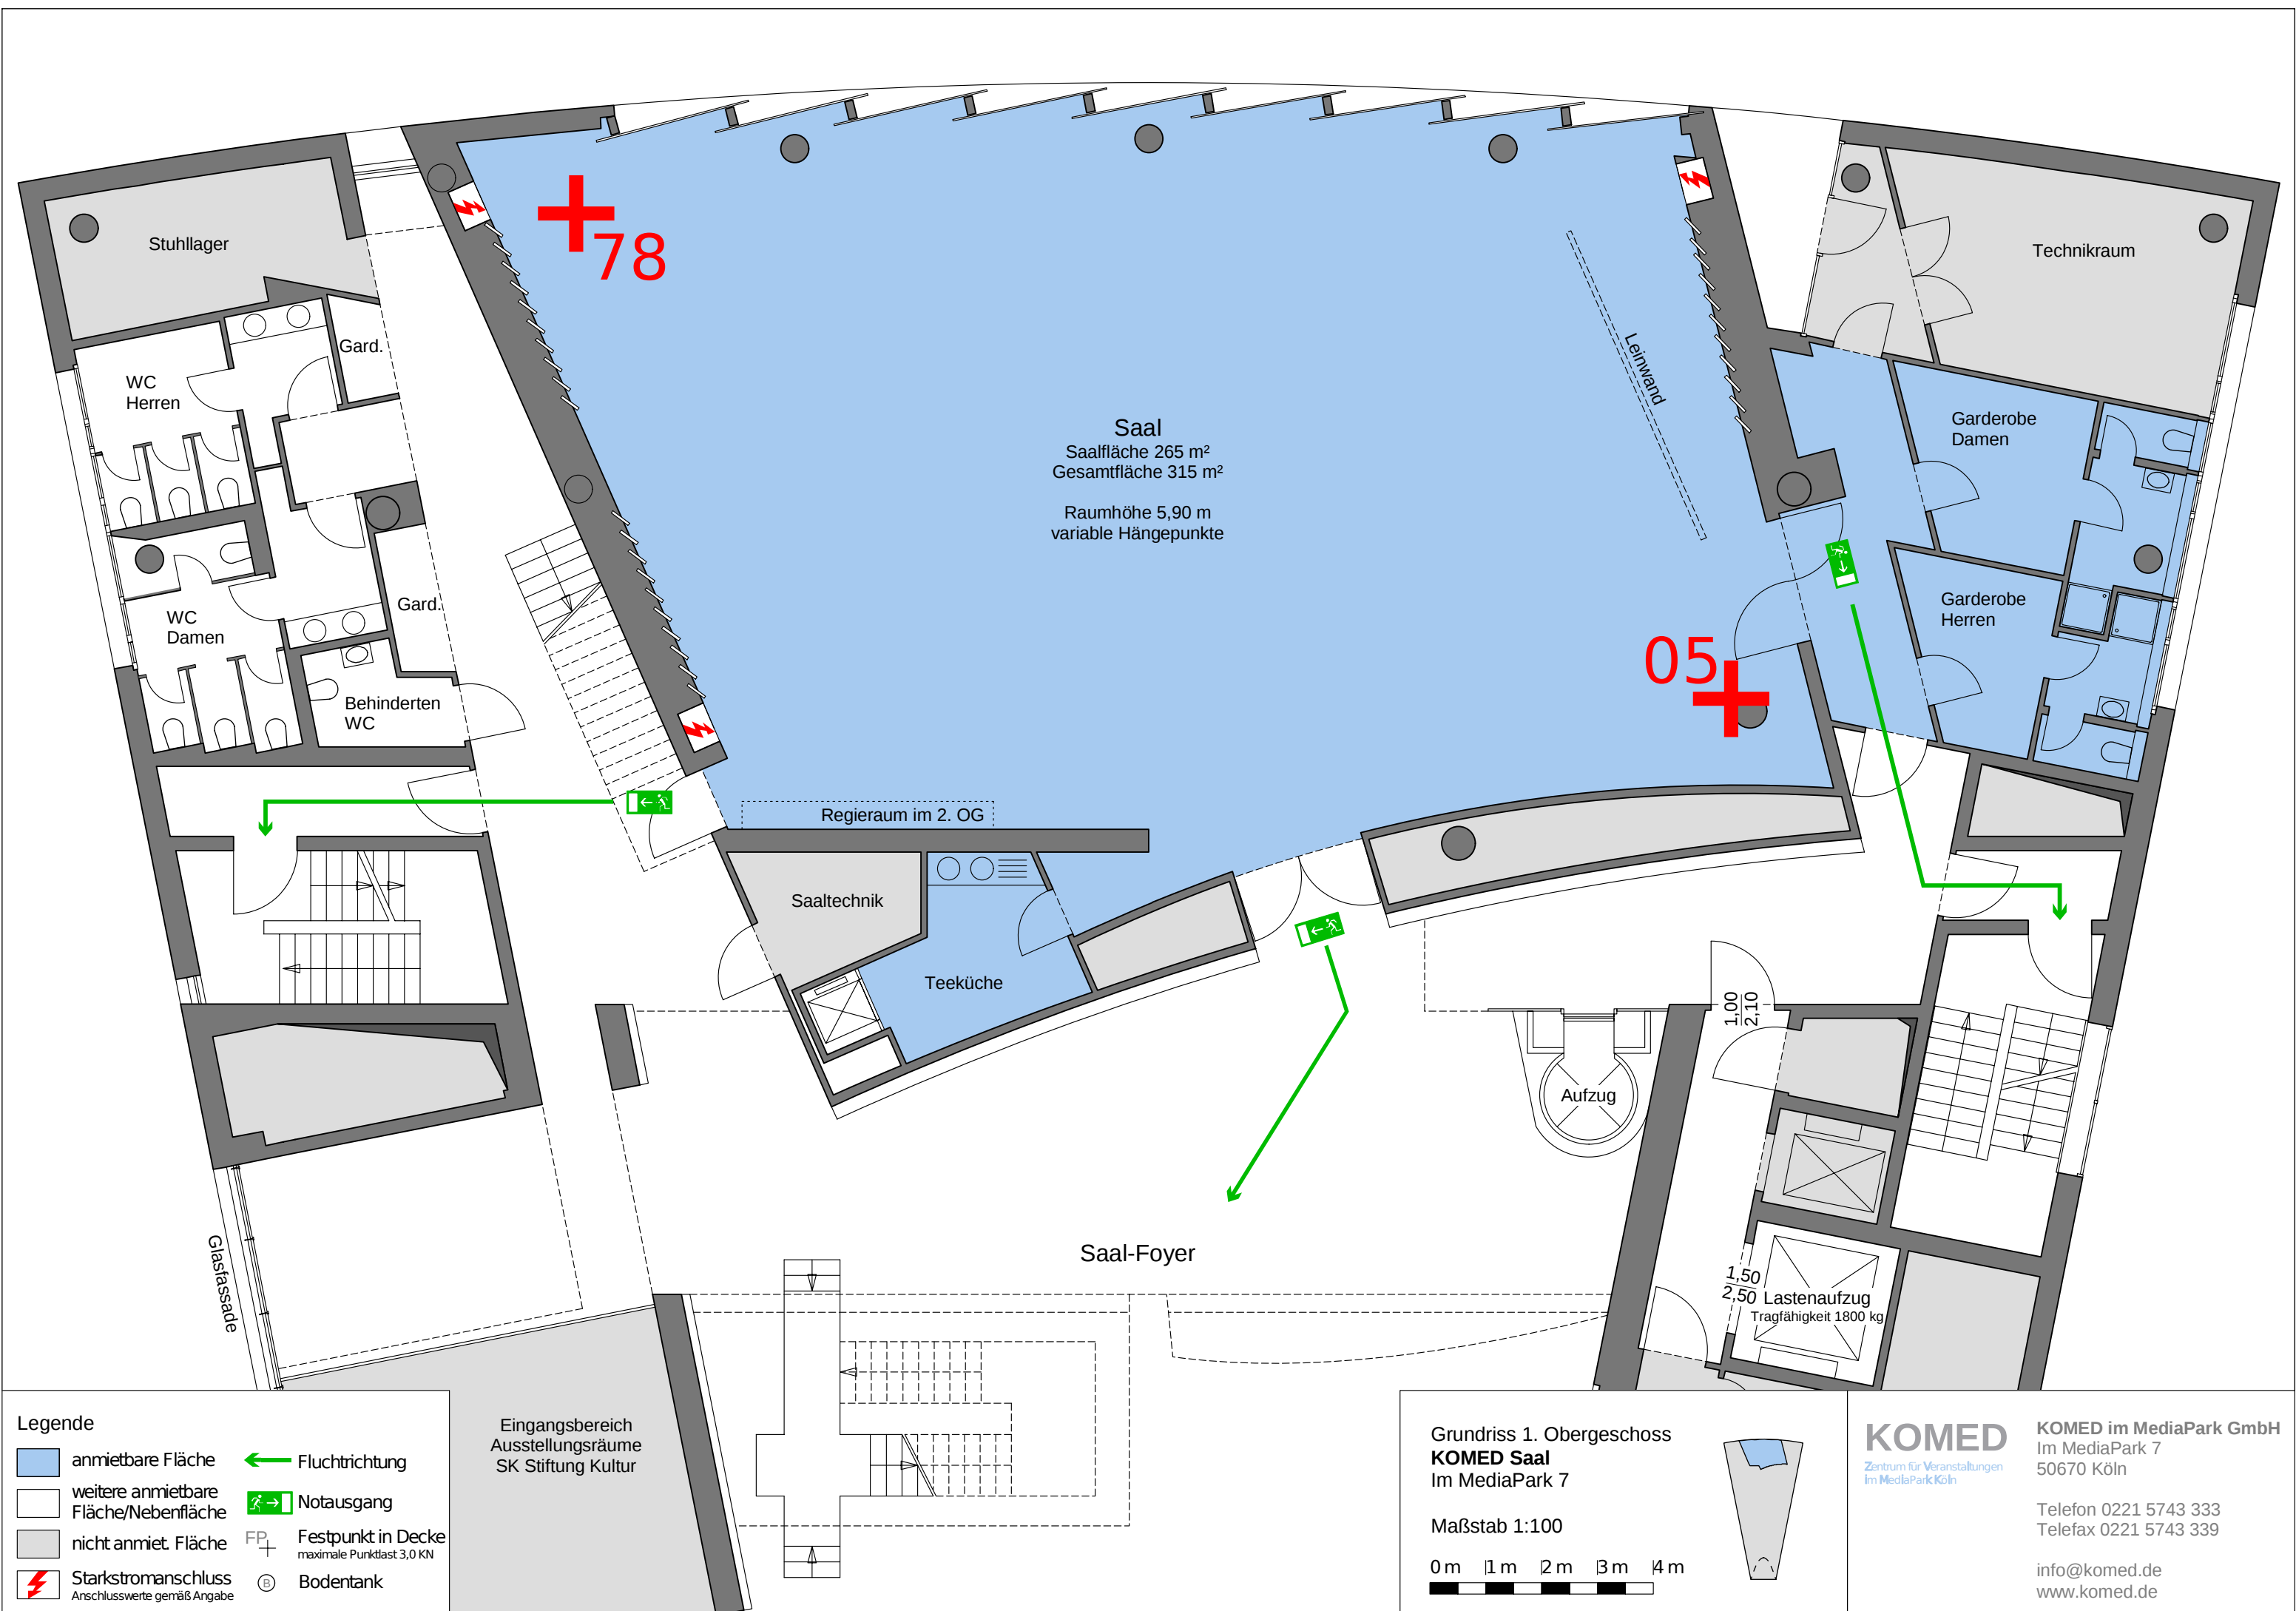 Stuhllager
78
Technikraum
Gard.
WC
Herren
Leinwand
Saal
Saalfläche 265 m²
Gesamtfläche 315 m²
Raumhöhe 5,90 m
variable Hängepunkte
Garderobe
Damen
Gard.
WC
Damen
Garderobe
Herren
05
Behinderten
WC
Regieraum im 2. OG
Saaltechnik
Teeküche
1,00
2,10
Aufzug
Saal-Foyer
Glasfassade
1,50
2,50
Lastenaufzug
Tragfähigkeit 1800 kg
Eingangsbereich
Ausstellungsräume
SK Stiftung Kultur
Legende
anmietbare Fläche
weitere anmietbare
Fläche/Nebenfläche
nicht anmiet. Fläche
Starkstromanschluss
Anschlusswerte gemäß Angabe
Fluchtrichtung
Notausgang
FP
Festpunkt in Decke
maximale Punktlast 3,0 KN
B
Bodentank
Grundriss 1. Obergeschoss
KOMED Saal
Im MediaPark 7
Maßstab 1:100
0 m 1 m 2 m 3 m 4 m
KOMED
Zentrum für Veranstaltungen
im MediaPark Köln
KOMED im MediaPark GmbH
Im MediaPark 7
50670 Köln
Telefon 0221 5743 333
Telefax 0221 5743 339
info@komed.de
www.komed.de